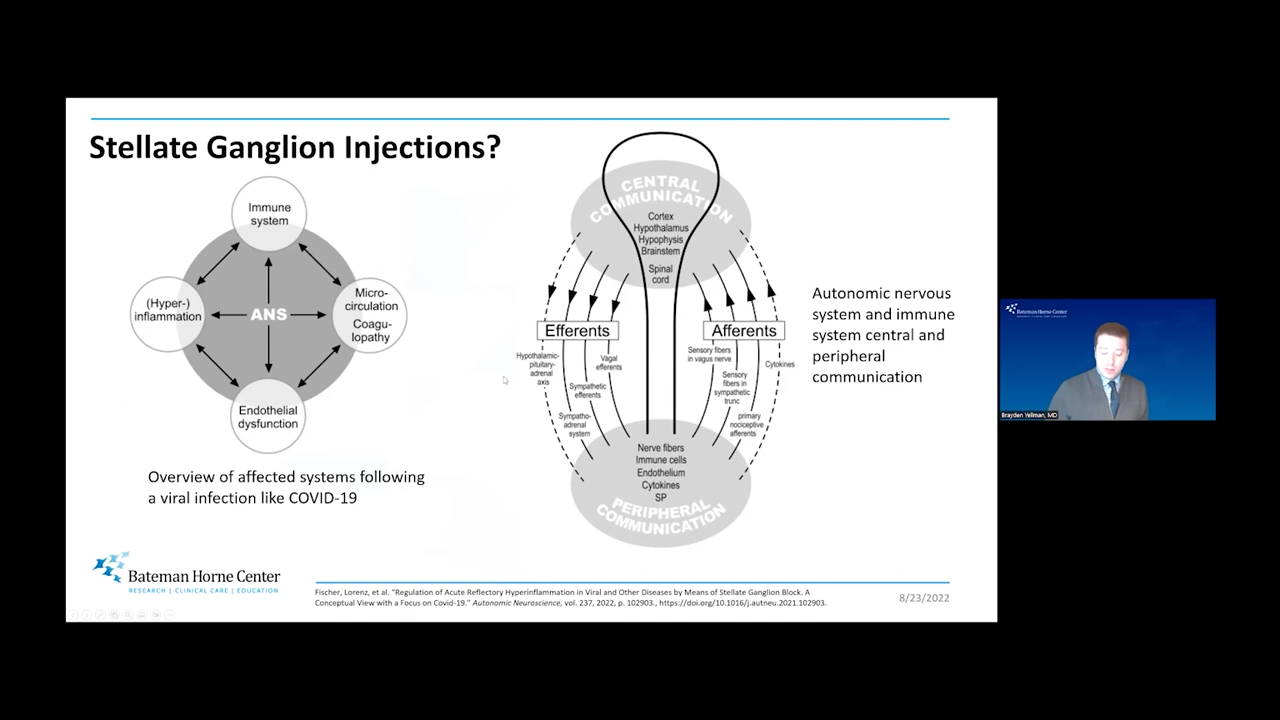 Stellate Ganglion Injections?
Immune
system
(Hyper-)
inflammation
ANS
Micro-
circulation
Coagu-
lopathy
Endothelial
dysfunction
Overview of affected systems following
a viral infection like COVID-19
CENTRAL
COMMUNICATION
Cortex
Hypothalamus
Hypophysis
Brainstem
Spinal
cord
Efferents
Afferents
Hypothalamic-
pituitary-
adrenal
axis
Vagal
efferents
Sympathetic
efferents
Sympatho-
adrenal
system
Sensory fibers
in vagus nerve
Sensory
fibers in
sympathetic
trunc
Cytokines
primary
nociceptive
afferents
Nerve fibers
Immune cells
Endothelium
Cytokines
SP
PERIPHERAL
COMMUNICATION
Autonomic nervous
system and immune
system central and
peripheral
communication
Bateman Horne Center
RESEARCH | CLINICAL CARE | EDUCATION
Fischer, Lorenz, et al. “Regulation of Acute Reflectory Hyperinflammation in Viral and Other Diseases by Means of Stellate Ganglion Block. A
Conceptual View with a Focus on Covid-19.” Autonomic Neuroscience, vol. 237, 2022, p. 102903., https://doi.org/10.1016/j.autneu.2021.102903.
8/23/2022
Bateman Horne Center
Brayden Yellman, MD